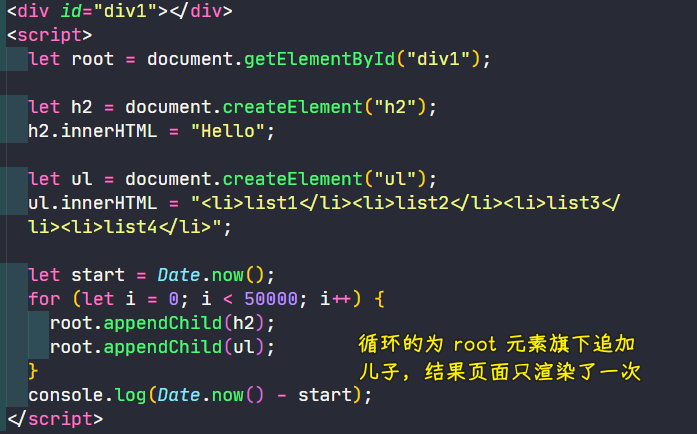 <div id="div1"></div>
<script>
let root = document.getElementById("div1");
let h2 = document.createElement("h2");
h2.innerHTML = "Hello";
let ul = document.createElement("ul");
ul.innerHTML = "<li>list1</li><li>list2</li><li>list3</
li><li>list4</li>";
let start = Date.now();
for (let i = 0; i < 50000; i++) {
root.appendChild(h2);
root.appendChild(ul);
}
console.log(Date.now() - start);
</script>
循环的为 root 元素旗下追加
儿子，结果页面只渲染了一次